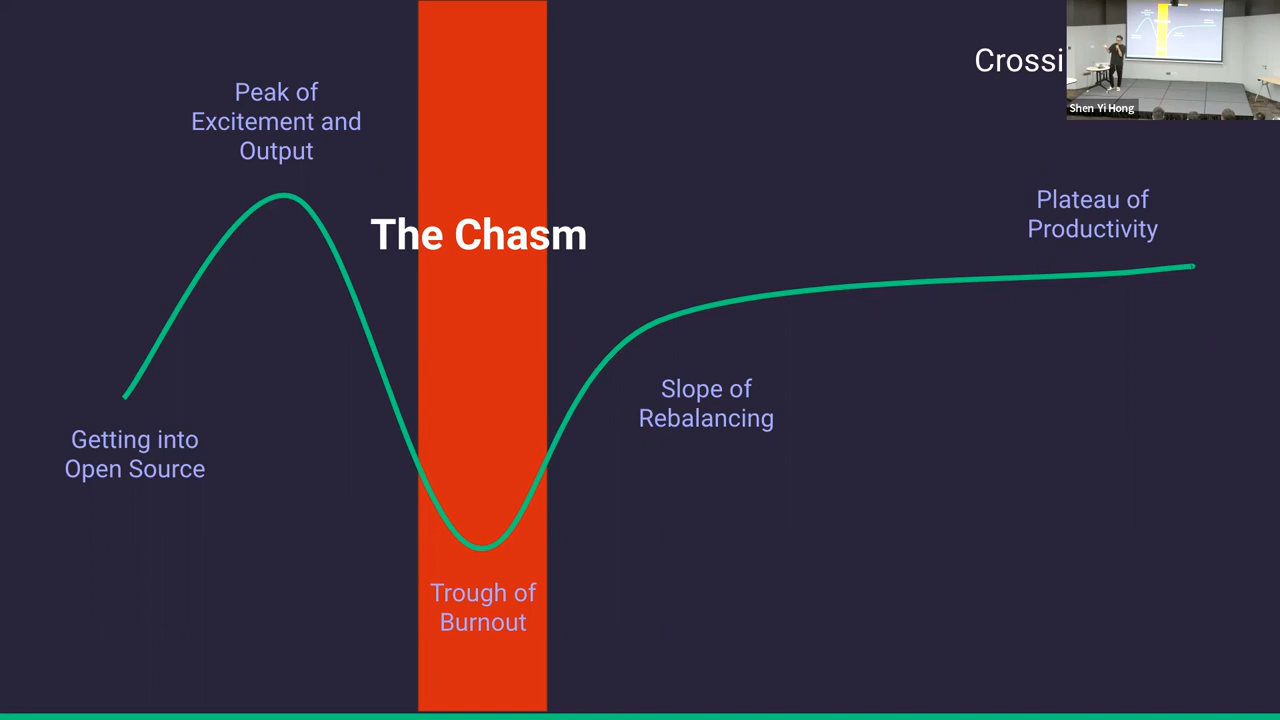 Crossi
Shen Yi Hong
Peak of
Excitement and
Output
The Chasm
Plateau of
Productivity
Getting into
Open Source
Slope of
Rebalancing
Trough of
Burnout